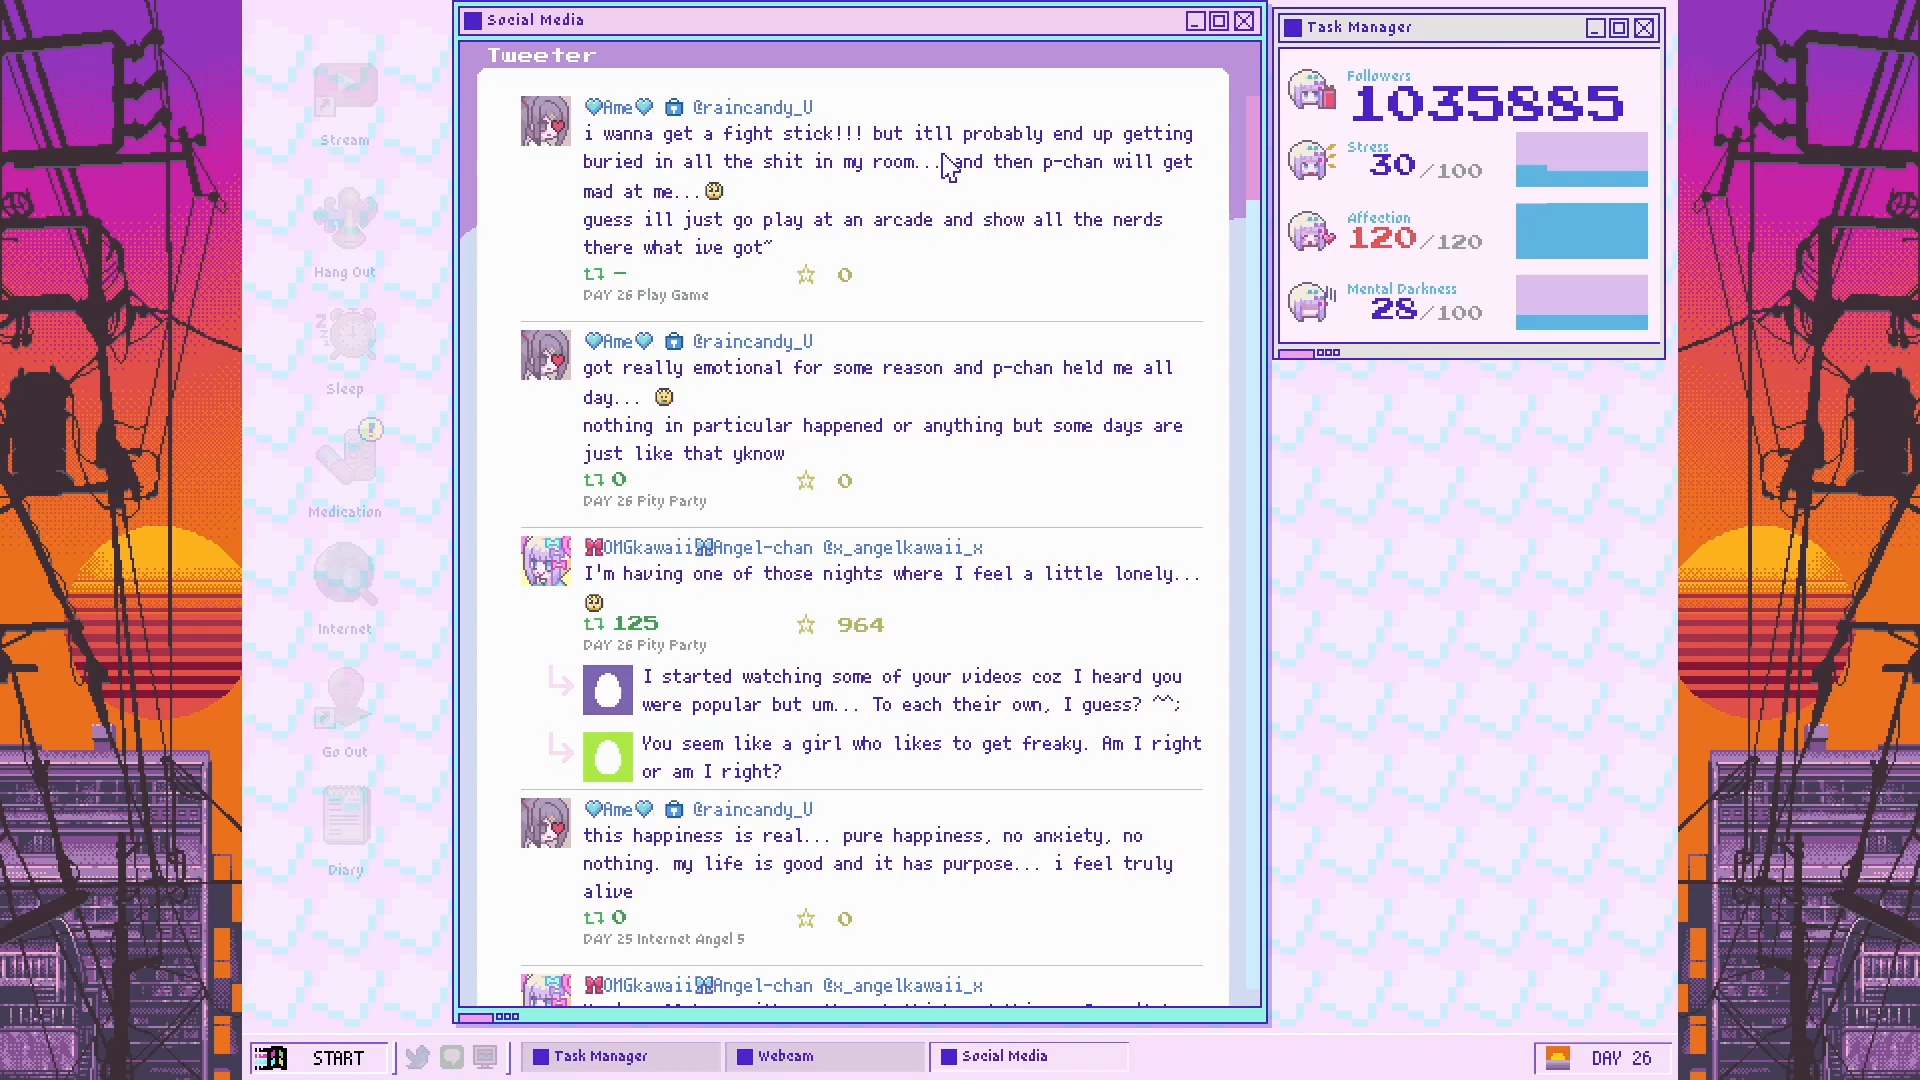 Social Media
Tweeter
Ame @raincandy_U
i wanna get a fight stick!!! but itll probably end up getting
buried in all the shit in my room... and then p-chan will get
mad at me...
guess ill just go play at an arcade and show all the nerds
there what ive got~
– 0
DAY 26 Play Game
Ame @raincandy_U
got really emotional for some reason and p-chan held me all
day...
nothing in particular happened or anything but some days are
just like that yknow
0 0
DAY 26 Pity Party
OMGkawaii Angel-chan @x_angelkawaii_x
I'm having one of those nights where I feel a little lonely...
125 964
DAY 26 Pity Party
I started watching some of your videos coz I heard you
were popular but um... To each their own, I guess? ^^;
You seem like a girl who likes to get freaky. Am I right
or am I right?
Ame @raincandy_U
this happiness is real... pure happiness, no anxiety, no
nothing. my life is good and it has purpose... i feel truly
alive
0 0
DAY 25 Internet Angel 5
OMGkawaii Angel-chan @x_angelkawaii_x
Task Manager
Followers
1035885
Stress
30/100
Affection
120/120
Mental Darkness
28/100
Stream
Hang Out
Sleep
Medication
Internet
Go Out
Diary
START
Task Manager
Webcam
Social Media
DAY 26